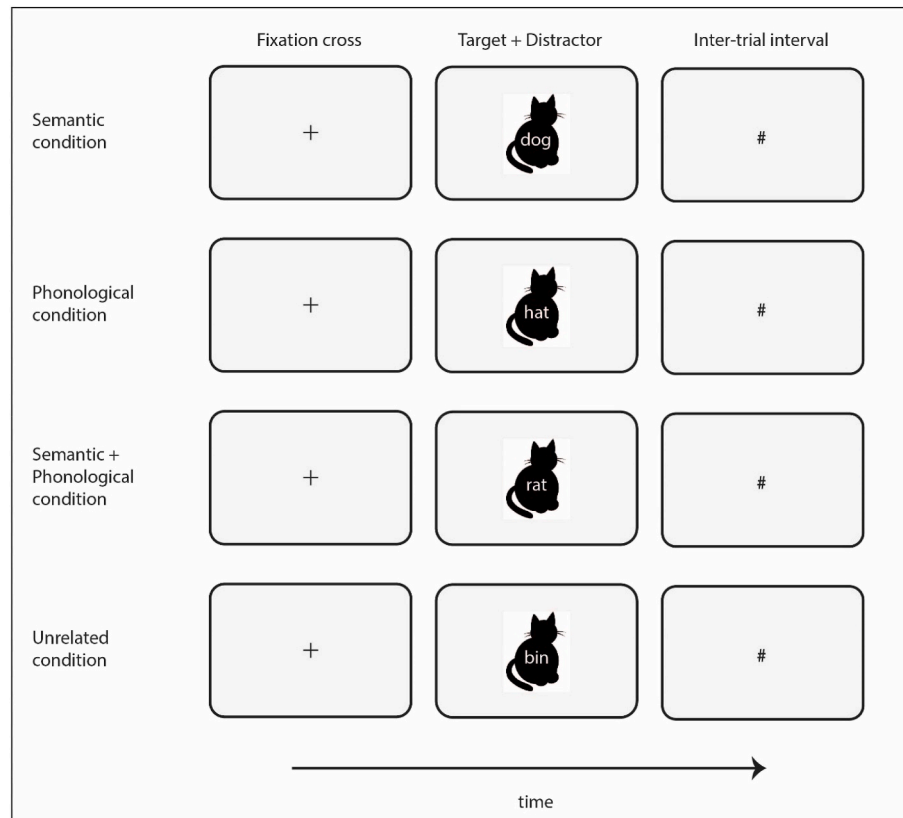 Fixation cross
Target + Distractor
Inter-trial interval
Semantic
condition
+
dog
#
Phonological
condition
+
hat
#
Semantic +
Phonological
condition
+
rat
#
Unrelated
condition
+
bin
#
time